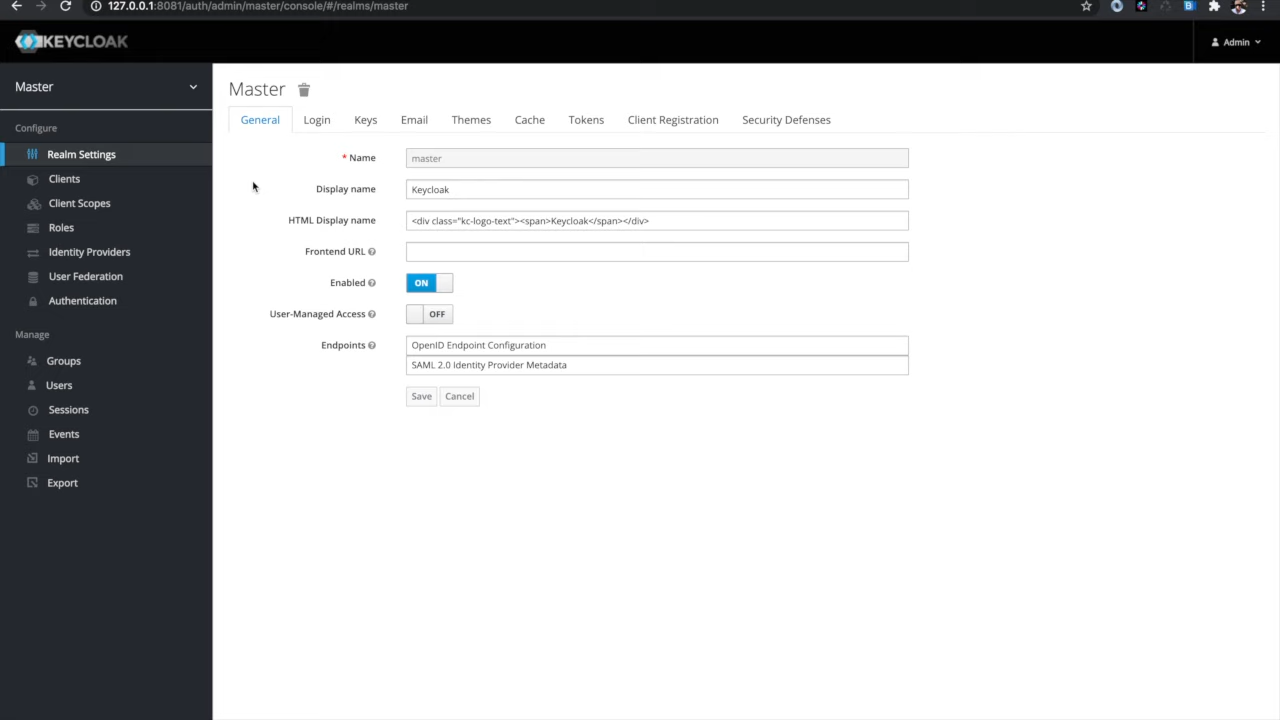 127.0.0.1:8081/auth/admin/master/console/#/realms/master
KEYCLOAK
Admin
Master
Configure
Realm Settings
Clients
Client Scopes
Roles
Identity Providers
User Federation
Authentication
Manage
Groups
Users
Sessions
Events
Import
Export
Master
General Login Keys Email Themes Cache Tokens Client Registration Security Defenses
* Name master
Display name Keycloak
HTML Display name <div class="kc-logo-text"><span>Keycloak</span></div>
Frontend URL
Enabled ON
User-Managed Access OFF
Endpoints OpenID Endpoint Configuration
SAML 2.0 Identity Provider Metadata
Save Cancel